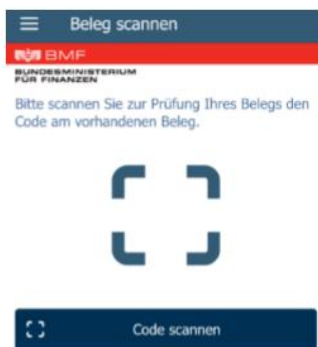 Beleg scannen
BMF
BUNDESMINISTERIUM
FÜR FINANZEN
Bitte scannen Sie zur Prüfung Ihres Belegs den
Code am vorhandenen Beleg.
Code scannen